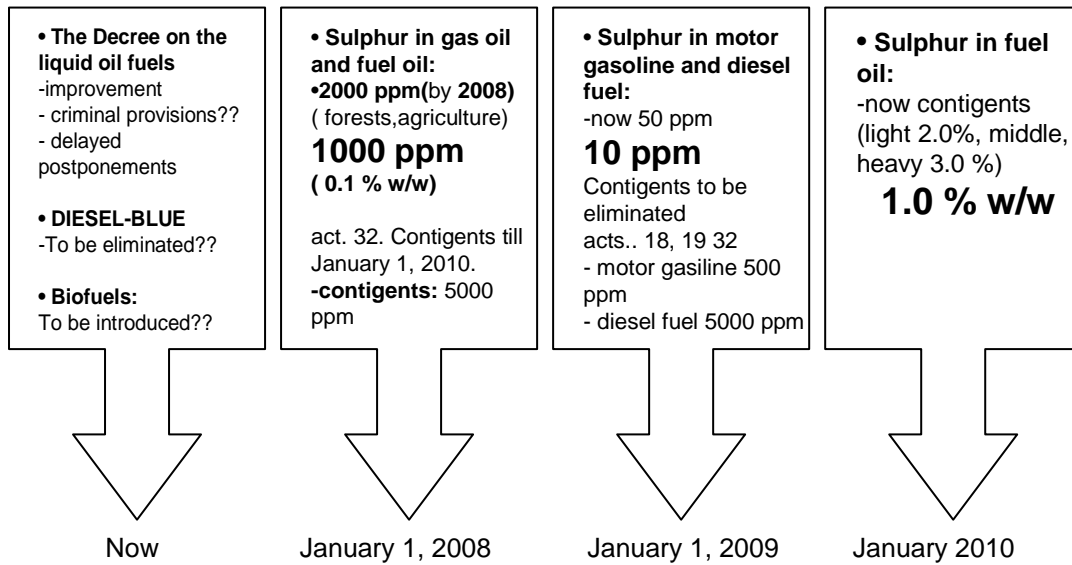 • The Decree on the
liquid oil fuels
-improvement
- criminal provisions??
- delayed
postponements
• DIESEL-BLUE
-To be eliminated??
• Biofuels:
To be introduced??
Now
• Sulphur in gas oil
and fuel oil:
•2000 ppm(by 2008)
( forests,agriculture)
1000 ppm
( 0.1 % w/w)
act. 32. Contigents till
January 1, 2010.
-contigents: 5000
ppm
January 1, 2008
• Sulphur in motor
gasoline and diesel
fuel:
-now 50 ppm
10 ppm
Contigents to be
eliminated
acts.. 18, 19 32
- motor gasiline 500
ppm
- diesel fuel 5000 ppm
January 1, 2009
• Sulphur in fuel
oil:
-now contigents
(light 2.0%, middle,
heavy 3.0 %)
1.0 % w/w
January 2010